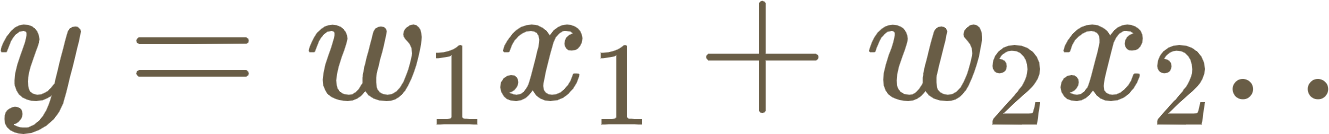 y = w₁x₁ + w₂x₂. .